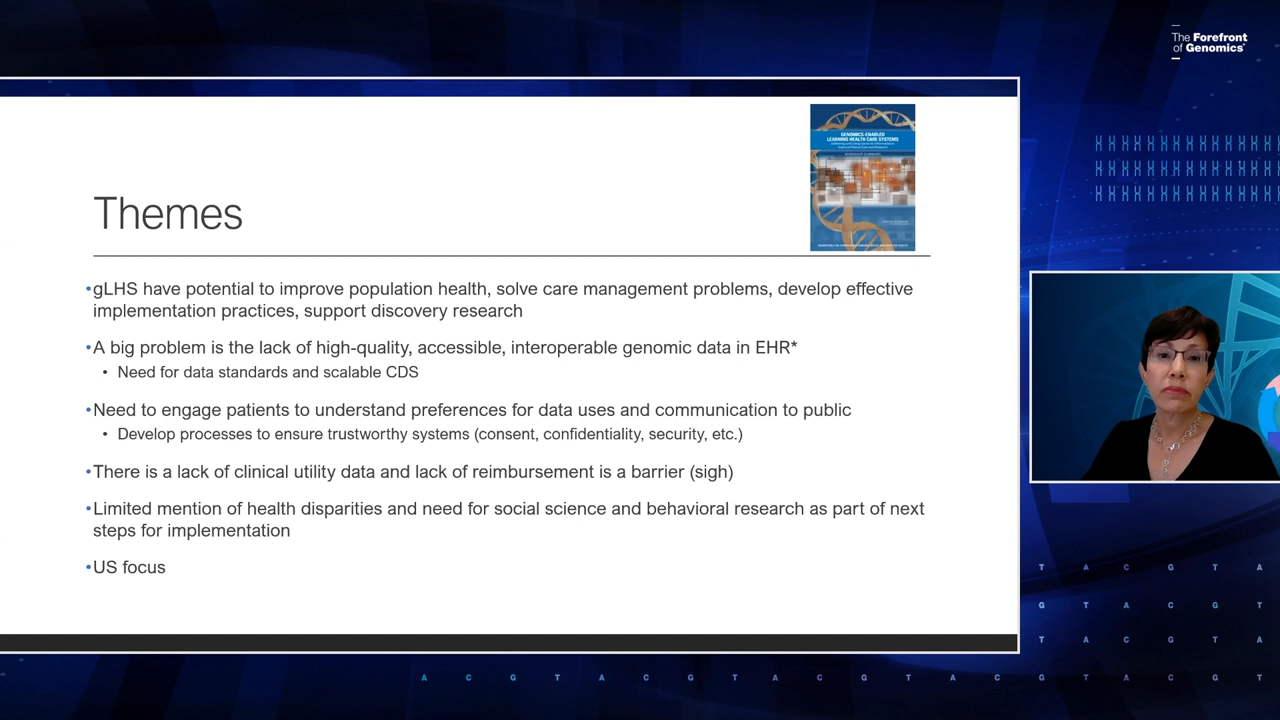 The Forefront
of Genomics
GENOMICS-ENABLED
LEARNING HEALTH CARE SYSTEMS
WORKSHOP SUMMARY
Themes
•gLHS have potential to improve population health, solve care management problems, develop effective
implementation practices, support discovery research
•A big problem is the lack of high-quality, accessible, interoperable genomic data in EHR*
• Need for data standards and scalable CDS
•Need to engage patients to understand preferences for data uses and communication to public
• Develop processes to ensure trustworthy systems (consent, confidentiality, security, etc.)
•There is a lack of clinical utility data and lack of reimbursement is a barrier (sigh)
•Limited mention of health disparities and need for social science and behavioral research as part of next
steps for implementation
•US focus
T A C G T A
G T A C G T
T A C G T A
A C G T A C G T A C G T A C G T A C G T